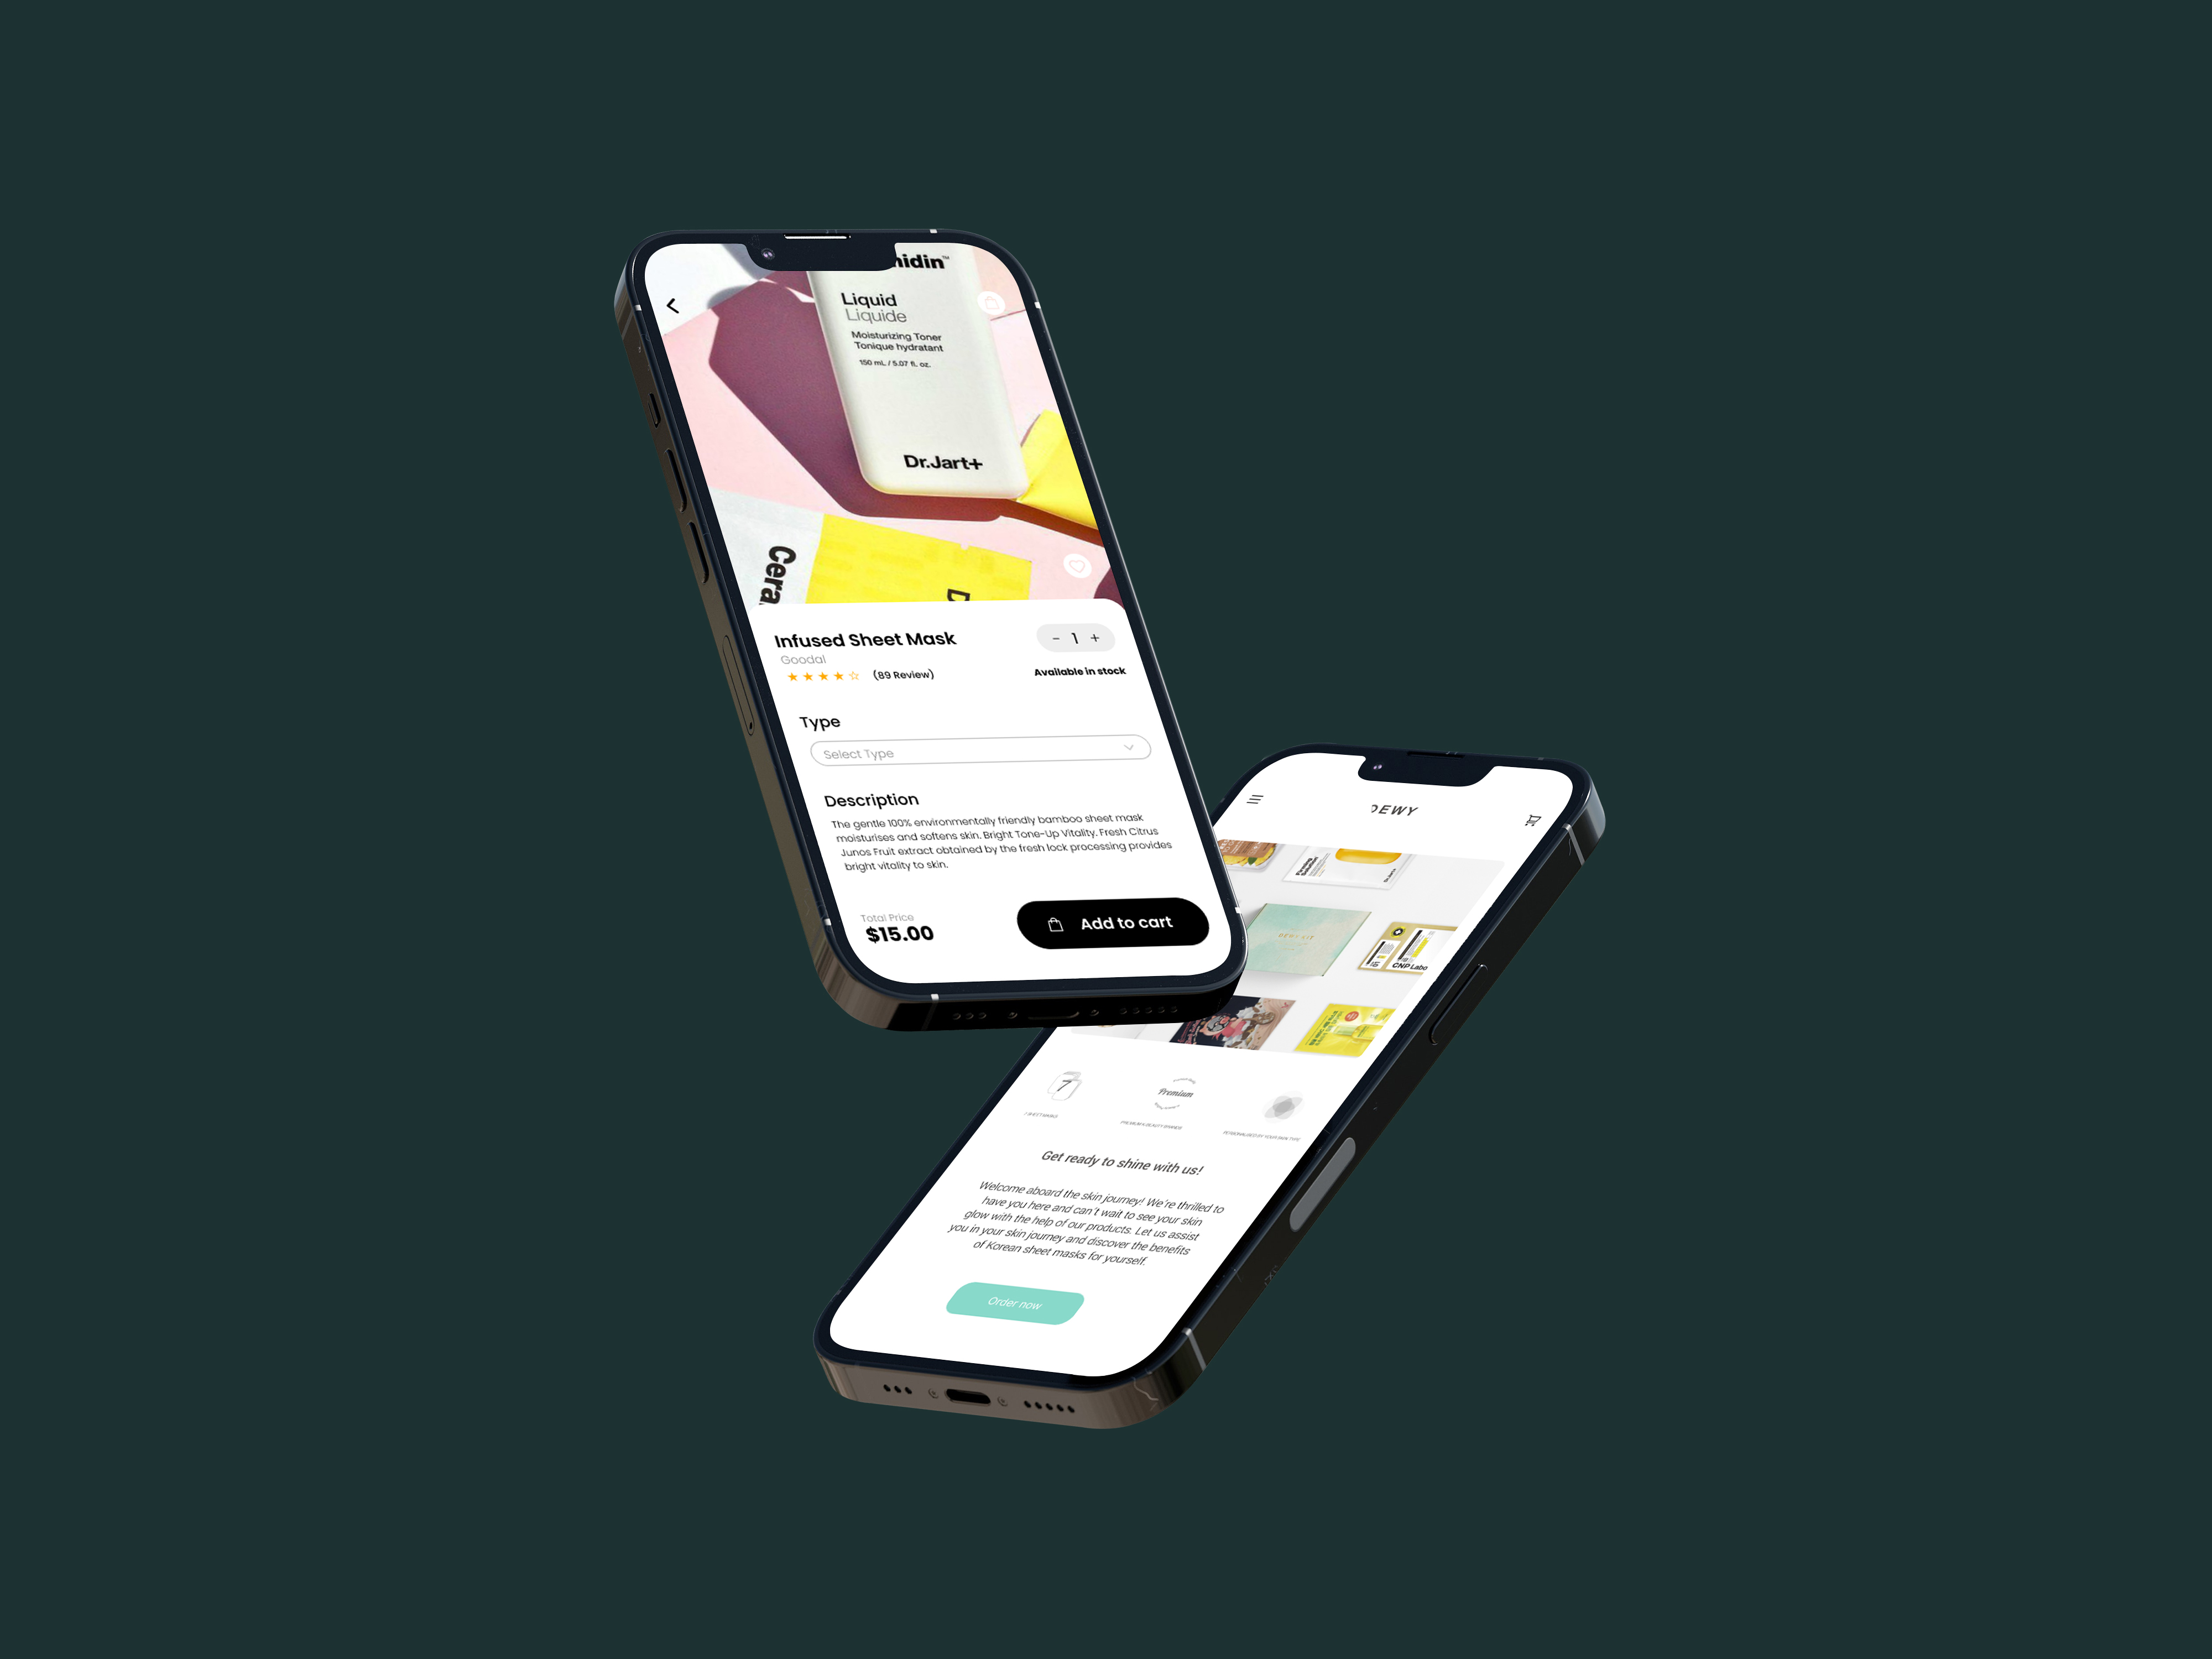 Liquid
Liquide
Moisturizing Toner
Tonique hydratant
150 mL / 5.07 fl. oz.
Dr.Jart+
Infused Sheet Mask
Goodal
(89 Review)
- 1 +
Available in stock
Type
Select Type
Description
The gentle 100% environmentally friendly bamboo sheet mask
moisturises and softens skin. Bright Tone-Up Vitality. Fresh Citrus
Junos Fruit extract obtained by the fresh lock processing provides
bright vitality to skin.
Total Price
$15.00
Add to cart
DEWY
CNP Labo
7
Premium
PERSONALISED BY YOUR SKIN TYPE
Get ready to shine with us!
Welcome aboard the skin journey! We're thrilled to
have you here and can't wait to see your skin
glow with the help of our products. Let us assist
you in your skin journey and discover the benefits
of Korean sheet masks for yourself.
Order now